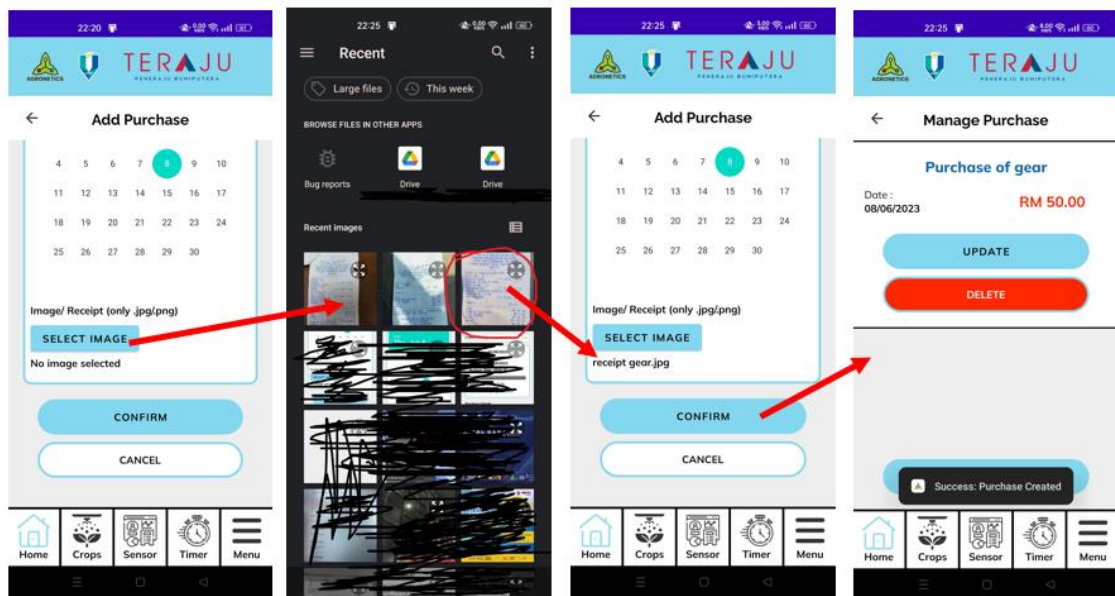 22:20
AGRONETICS
TERAJU
PENERAJU BUMIPUTERA
Add Purchase
4 5 6 7 8 9 10
11 12 13 14 15 16 17
18 19 20 21 22 23 24
25 26 27 28 29 30
Image/ Receipt (only .jpg/.png)
SELECT IMAGE
No image selected
CONFIRM
CANCEL
Home Crops Sensor Timer Menu
22:25
Recent
Large files This week
BROWSE FILES IN OTHER APPS
Bug reports Drive Drive
Recent images
22:25
AGRONETICS
TERAJU
PENERAJU BUMIPUTERA
Add Purchase
4 5 6 7 8 9 10
11 12 13 14 15 16 17
18 19 20 21 22 23 24
25 26 27 28 29 30
Image/ Receipt (only .jpg/.png)
SELECT IMAGE
receipt gear.jpg
CONFIRM
CANCEL
Home Crops Sensor Timer Menu
22:25
AGRONETICS
TERAJU
PENERAJU BUMIPUTERA
Manage Purchase
Purchase of gear
Date :
08/06/2023
RM 50.00
UPDATE
DELETE
Success: Purchase Created
Home Crops Sensor Timer Menu